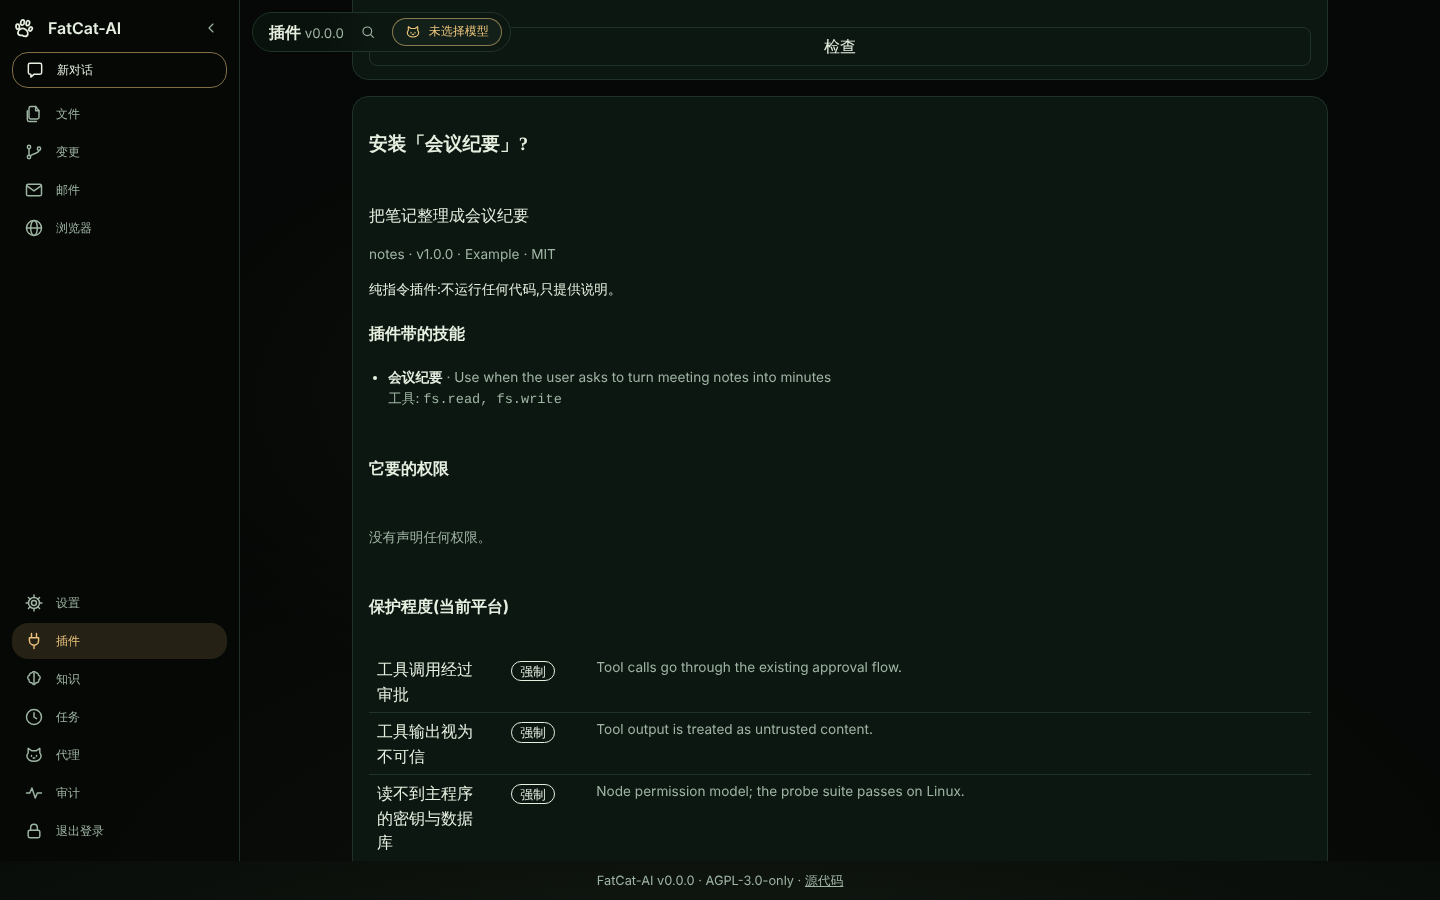 FatCat-AI
新对话
文件
变更
邮件
浏览器
设置
插件
知识
任务
代理
审计
退出登录
插件 v0.0.0
未选择模型
检查
安装「会议纪要」?
把笔记整理成会议纪要
notes · v1.0.0 · Example · MIT
纯指令插件:不运行任何代码,只提供说明。
插件带的技能
会议纪要 · Use when the user asks to turn meeting notes into minutes
工具: fs.read, fs.write
它要的权限
没有声明任何权限。
保护程度(当前平台)
工具调用经过
审批
强制
Tool calls go through the existing approval flow.
工具输出视为
不可信
强制
Tool output is treated as untrusted content.
读不到主程序
的密钥与数据
库
强制
Node permission model; the probe suite passes on Linux.
FatCat-AI v0.0.0 · AGPL-3.0-only · 源代码